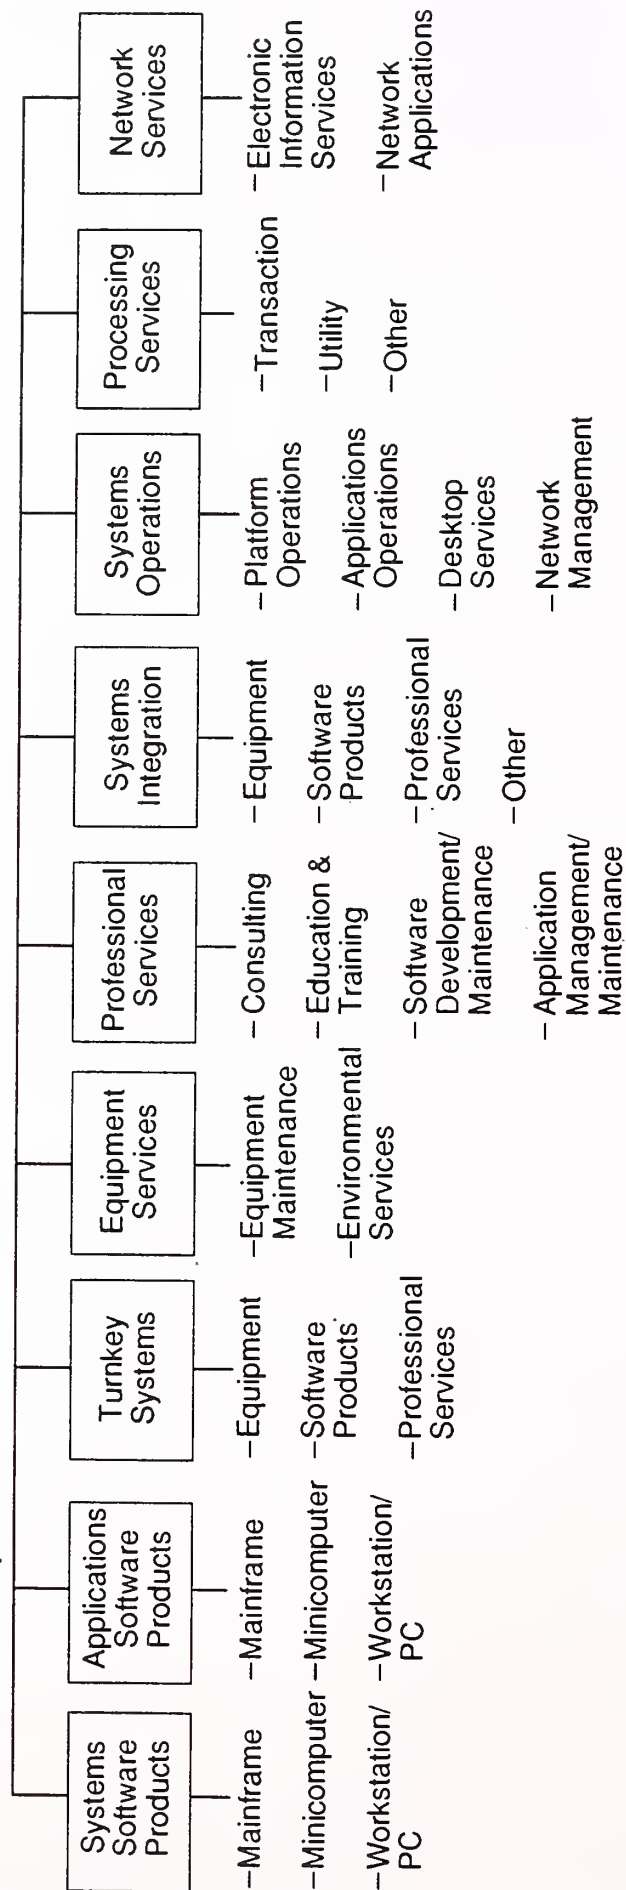 Systems
Software
Products
–Mainframe
–Minicomputer
–Workstation/
PC
Applications
Software
Products
–Mainframe
–Minicomputer
–Workstation/
PC
Turnkey
Systems
–Equipment
–Software
Products
–Professional
Services
Equipment
Services
–Equipment
Maintenance
–Environmental
Services
Professional
Services
–Consulting
–Education &
Training
–Software
Development/
Maintenance
–Application
Management/
Maintenance
Systems
Integration
–Equipment
–Software
Products
–Professional
Services
–Other
Systems
Operations
–Platform
Operations
–Applications
Operations
–Desktop
Services
–Network
Management
Processing
Services
–Transaction
–Utility
–Other
Network
Services
–Electronic
Information
Services
–Network
Applications